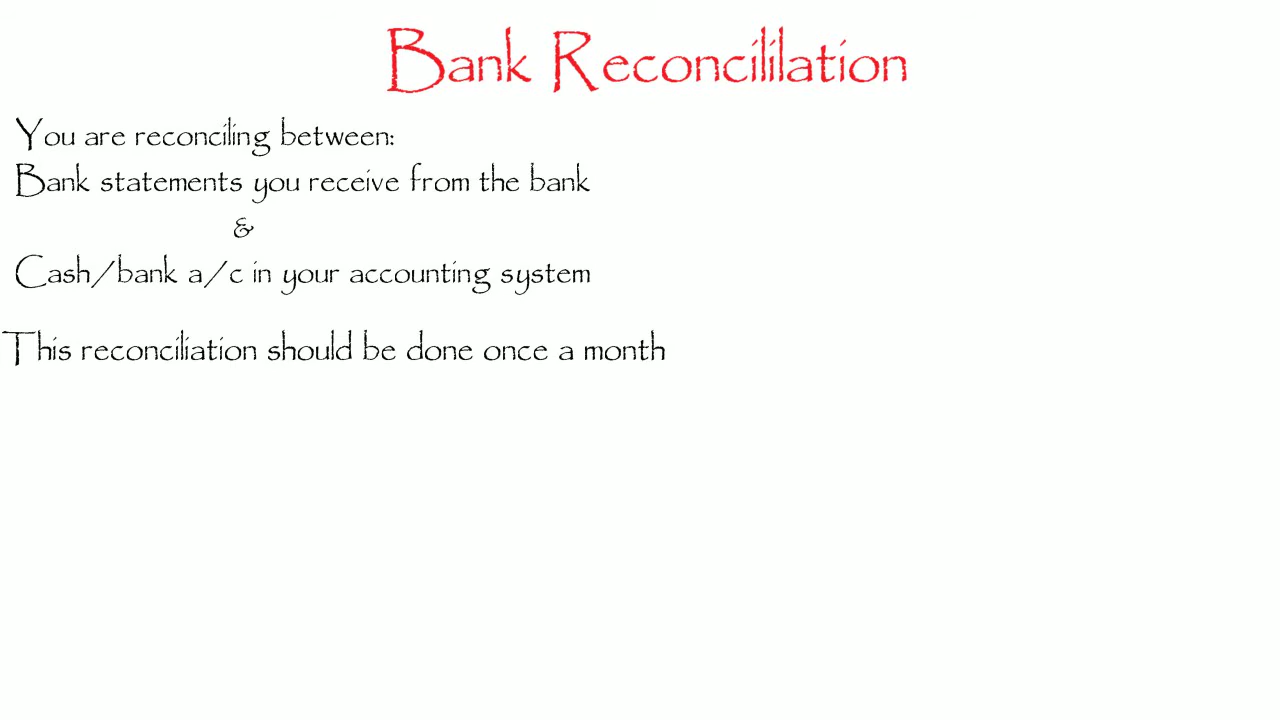 Bank Reconcililation
You are reconciling between:
Bank statements you receive from the bank
&
Cash/bank a/c in your accounting system
This reconciliation should be done once a month